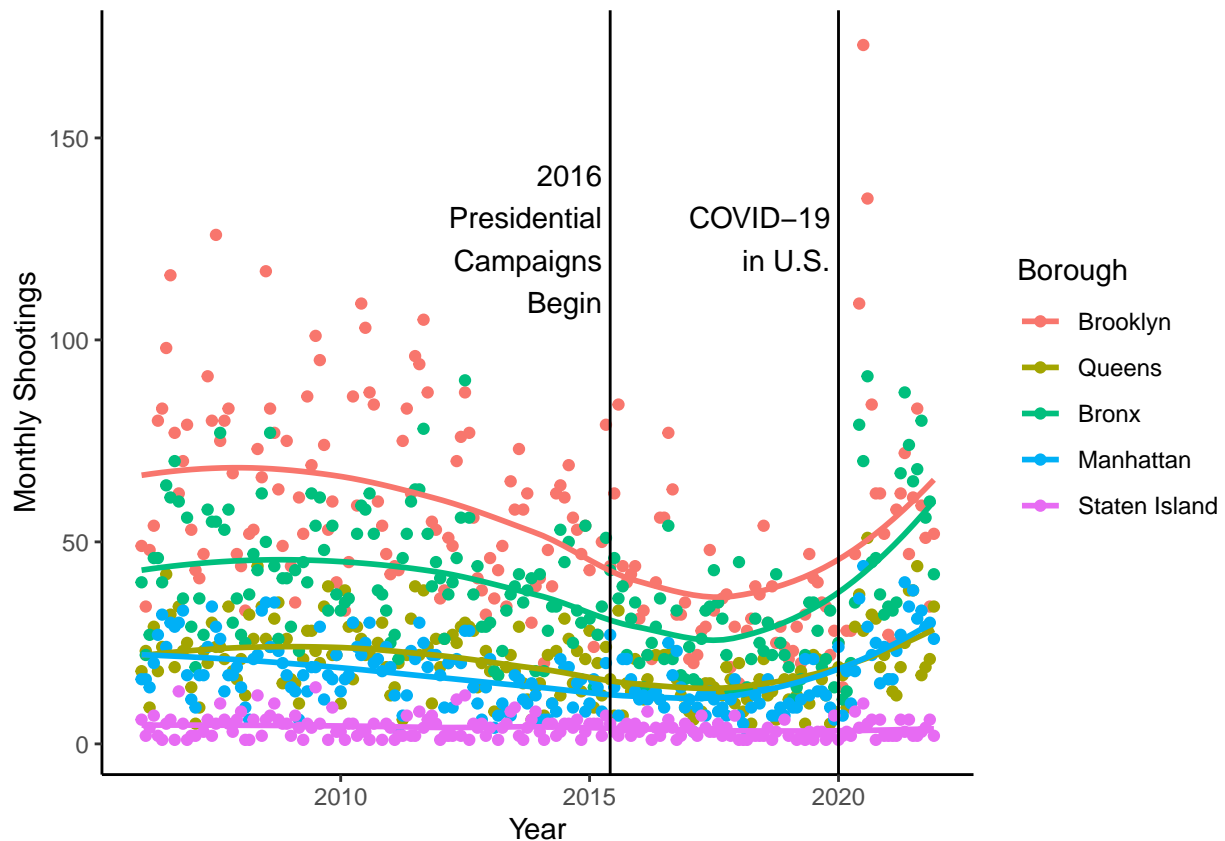 150
100
50
0
Monthly Shootings
2016
Presidential
Campaigns
Begin
COVID−19
in U.S.
2010
2015
2020
Year
Borough
Brooklyn
Queens
Bronx
Manhattan
Staten Island